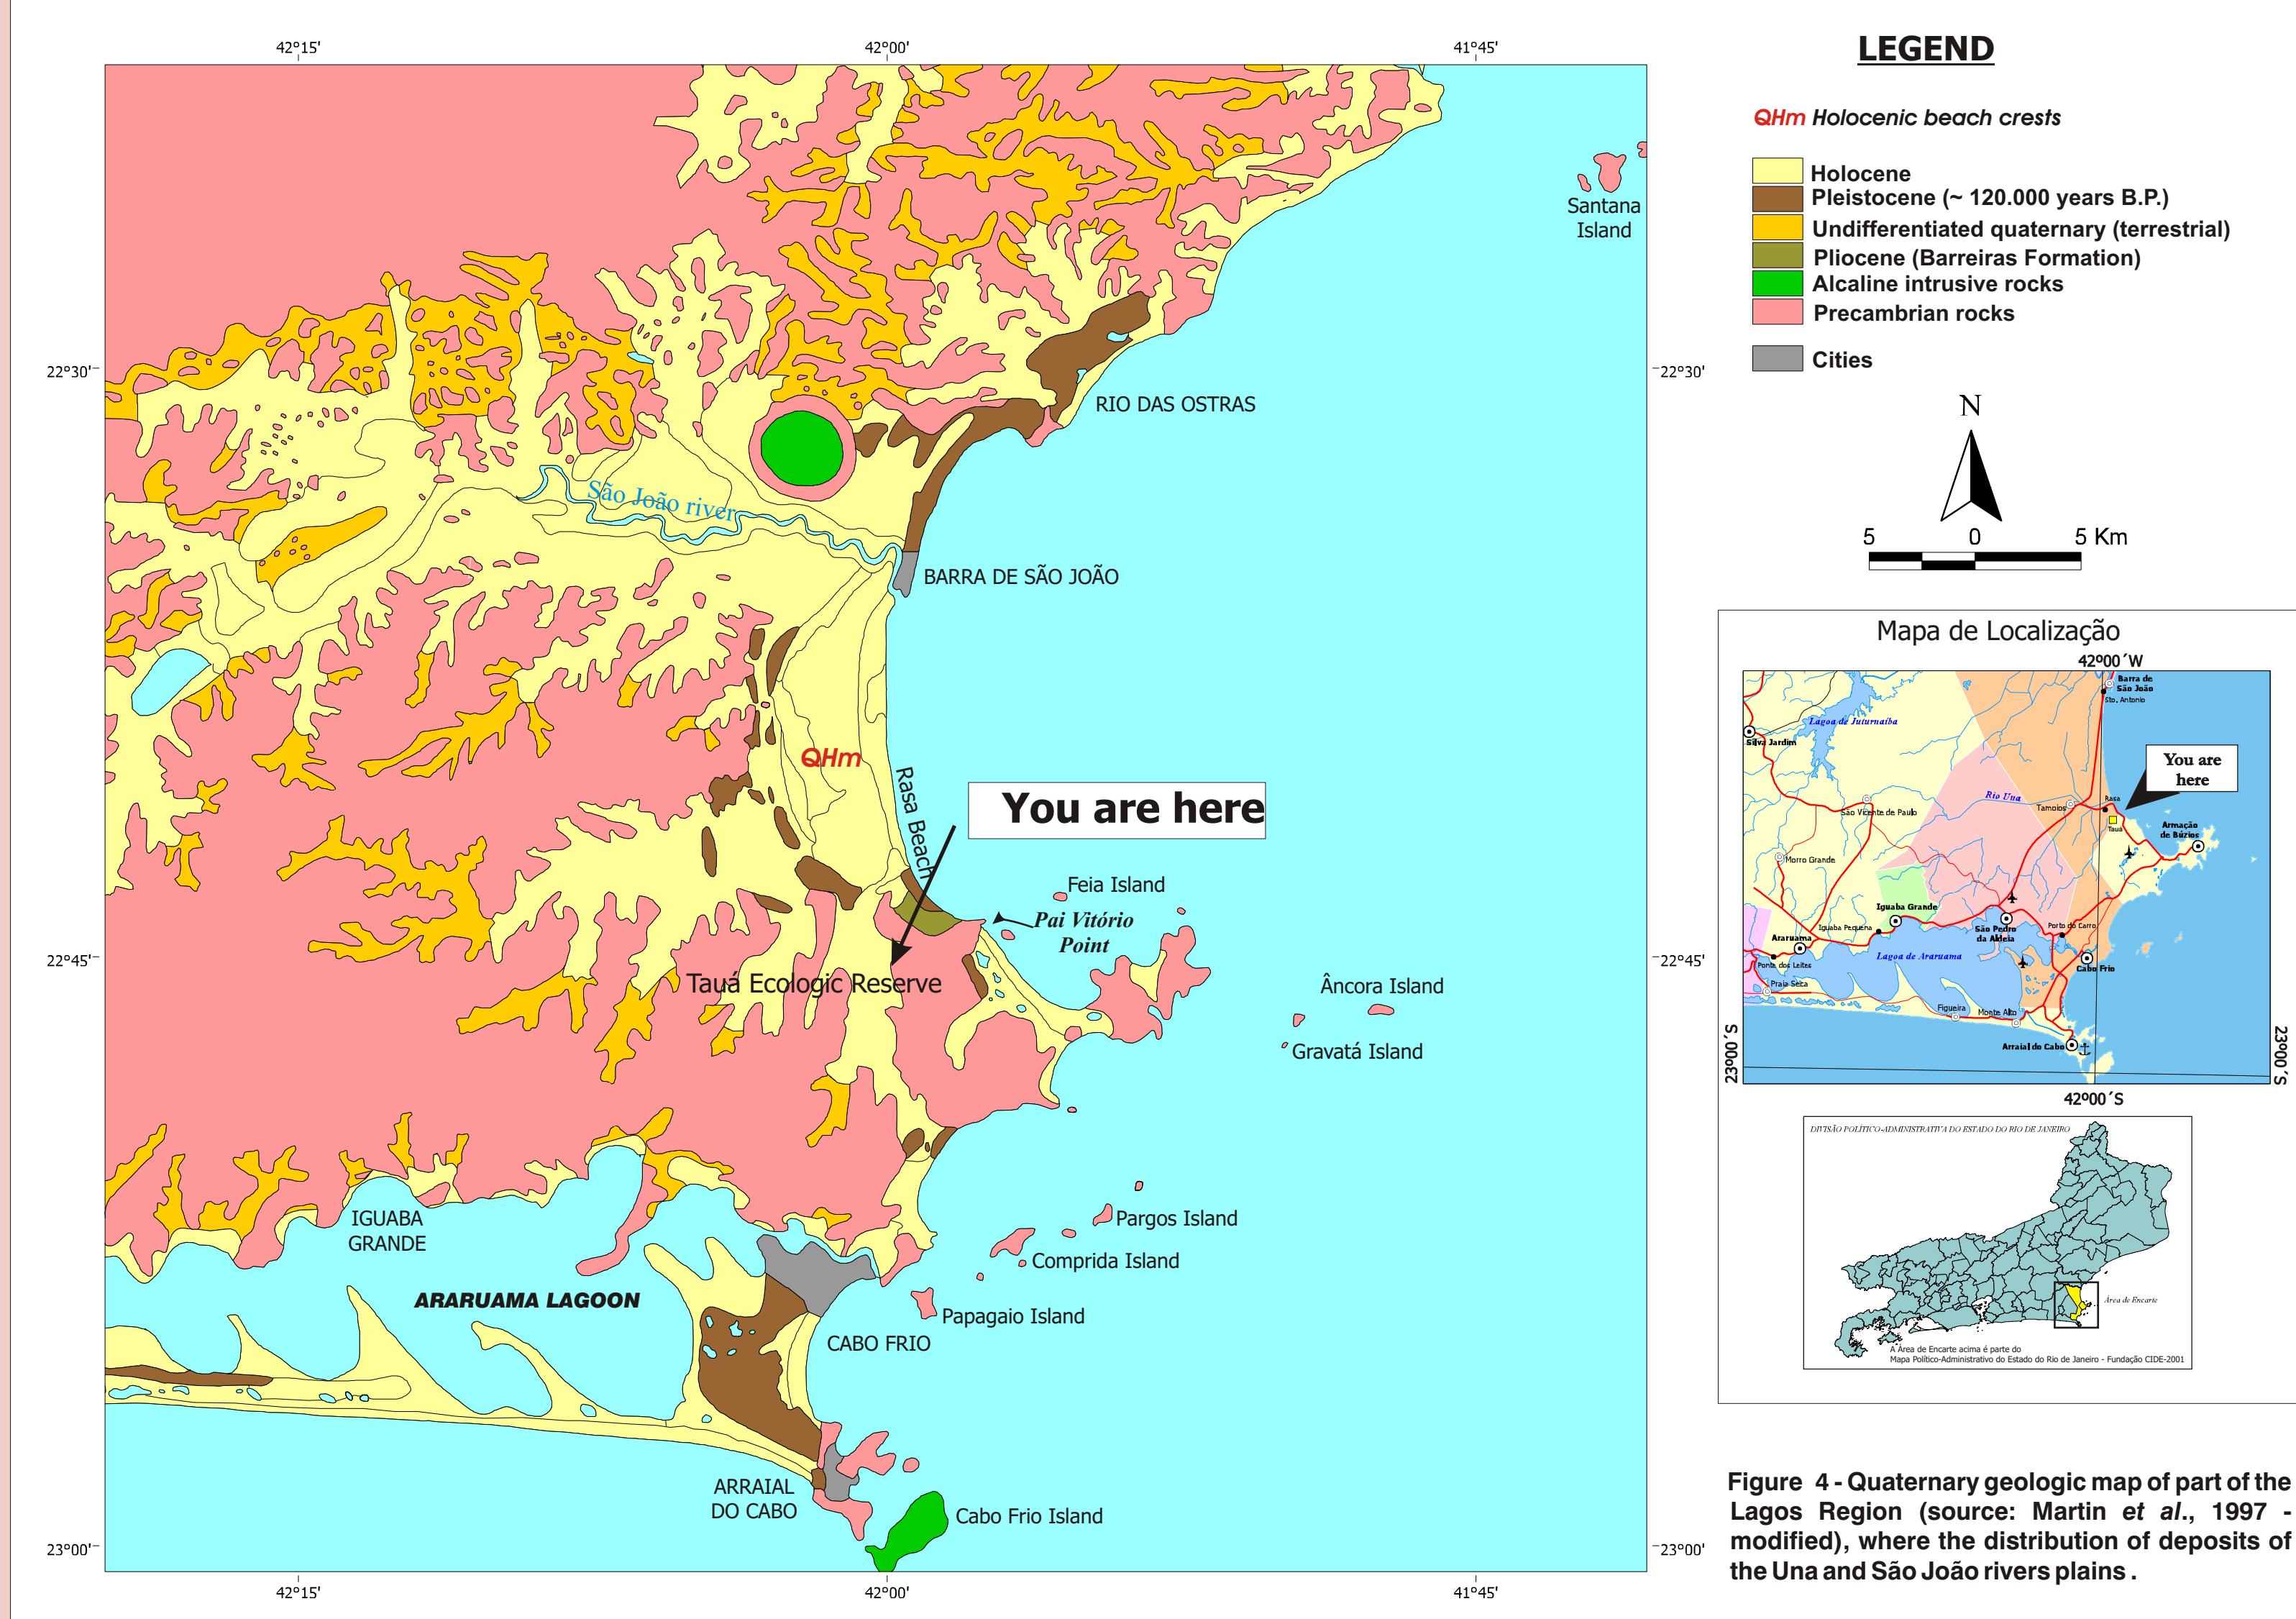 42°15'
42°00'
41°45'
Santana
Island
22°30'
22°30'
RIO DAS OSTRAS
São João river
BARRA DE SÃO JOÃO
QHm
Rasa Beach
You are here
Feia Island
Pai Vitório
Point
22°45'
22°45'
Tauá Ecologic Reserve
Âncora Island
Gravatá Island
IGUABA
GRANDE
Pargos Island
Comprida Island
ARARUAMA LAGOON
Papagaio Island
CABO FRIO
ARRAIAL
DO CABO
Cabo Frio Island
23°00'
23°00'
42°15'
42°00'
41°45'
LEGEND
QHm Holocenic beach crests
Holocene
Pleistocene (~ 120.000 years B.P.)
Undifferentiated quaternary (terrestrial)
Pliocene (Barreiras Formation)
Alcaline intrusive rocks
Precambrian rocks
Cities
N
5 0 5 Km
Mapa de Localização
42º00´W
Barra de
São João
Sto. Antonio
Lagoa de Juturnaíba
Silva Jardim
You are
here
Rio Una
Rasa
Tamoios
São Vicente de Paulo
Tauá
Armação
de Búzios
Morro Grande
Iguaba Grande
Iguaba Pequena
São Pedro
da Aldeia
Porto do Carro
Araruama
Lagoa de Araruama
Ponte dos Leites
Cabo Frio
Praia Seca
Figueira
Monte Alto
Arraial do Cabo
23º00´S
23º00´S
42º00´S
DIVISÃO POLÍTICO-ADMINISTRATIVA DO ESTADO DO RIO DE JANEIRO
Área de Encarte
A Área de Encarte acima é parte do
Mapa Político-Administrativo do Estado do Rio de Janeiro - Fundação CIDE-2001
Figure 4 - Quaternary geologic map of part of the
Lagos Region (source: Martin et al., 1997 -
modified), where the distribution of deposits of
the Una and São João rivers plains .